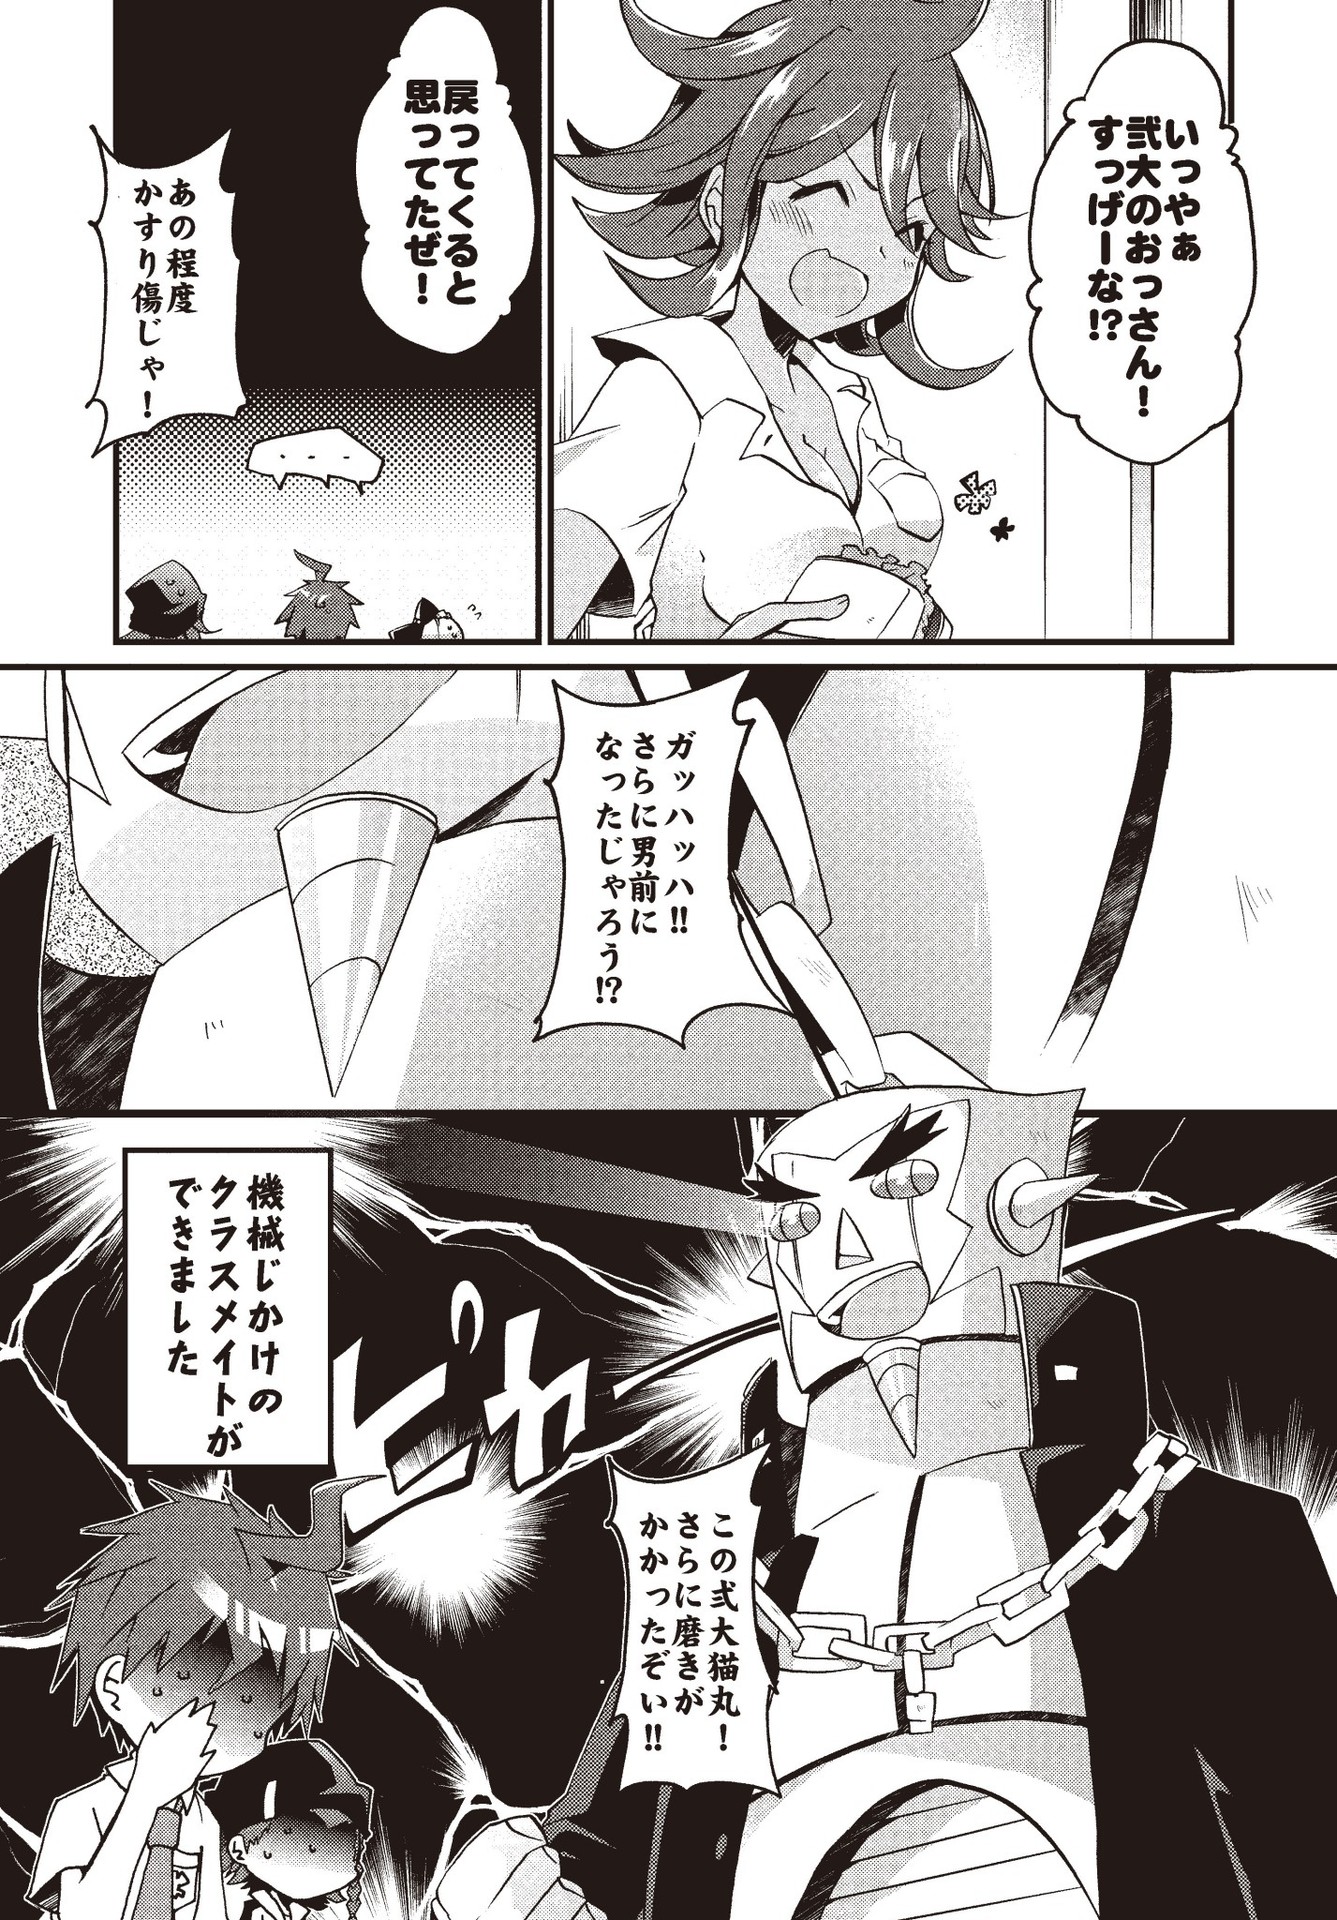 いっやぁ
弐大のおっさん！
すっげーな!?
戻ってくると
思ってたぜ！
あの程度
かすり傷じゃ！
・・・
ガッハッハ!!
さらに男前に
なったじゃろう!?
機械じかけの
クラスメイトが
できました
ピカー
この弐大猫丸！
さらに磨きが
かかったぞい!!